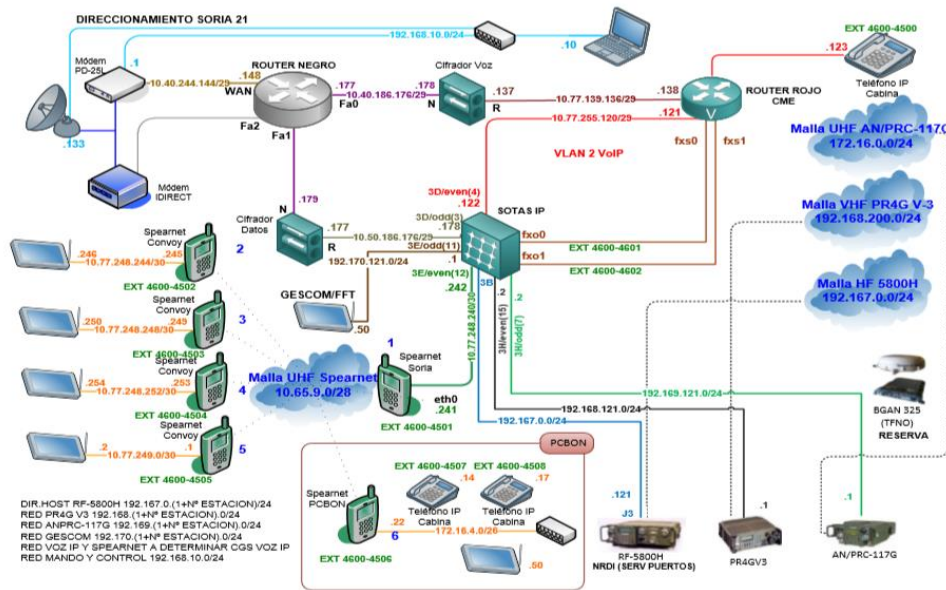 DIRECCIONAMIENTO SORIA 21
192.168.10.0/24
.10
EXT 4600-4500
.123
Teléfono IP
Cabina
Módem
PD-25L
.1
10.40.244.144/29
.148
WAN
ROUTER NEGRO
.177
Fa0
10.40.186.176/29
.178
N
Cifrador Voz
R
.137
10.77.139.136/29
.138
ROUTER ROJO
CME
V
.121
10.77.255.120/29
VLAN 2 VoIP
fxs0
fxs1
.133
Fa2
Fa1
Módem
IDIRECT
.179
N
Cifrador
Datos
R
.177
10.50.186.176/29
3D/odd(3)
.178
3D/even(4)
.122
SOTAS IP
fxo0
EXT 4600-4601
fxo1
EXT 4600-4602
3E/odd(11)
.1
192.170.121.0/24
3E/even(12)
.242
3B
.2
.2
3H/even(15)
3H/odd(7)
10.77.248.240/30
GESCOM/FFT
.50
Malla UHF AN/PRC-117G
172.16.0.0/24
Malla VHF PR4G V-3
192.168.200.0/24
Malla HF 5800H
192.167.0.0/24
Spearnet
Convoy
2
.246
.245
10.77.248.244/30
EXT 4600-4502
Spearnet
Convoy
3
.250
.249
10.77.248.248/30
EXT 4600-4503
Spearnet
Convoy
4
.254
.253
10.77.248.252/30
EXT 4600-4504
Spearnet
Convoy
5
.2
.1
10.77.249.0/30
EXT 4600-4505
Malla UHF Spearnet
10.65.9.0/28
1
Spearnet
Soria
eth0
.241
EXT 4600-4501
192.169.121.0/24
192.168.121.0/24
192.167.0.0/24
BGAN 325
(TFNO)
RESERVA
PCBON
EXT 4600-4507
EXT 4600-4508
.14
.17
Teléfono IP
Cabina
Teléfono IP
Cabina
Spearnet
PCBON
.22
6
172.16.4.0/26
EXT 4600-4506
.50
.121
J3
RF-5800H
NRDI (SERV PUERTOS)
.1
PR4GV3
.1
AN/PRC-117G
DIR.HOST RF-5800H 192.167.0.(1+Nº ESTACION)/24
RED PR4G V3 192.168.(1+Nº ESTACION).0/24
RED ANPRC-117G 192.169.(1+Nº ESTACION).0/24
RED GESCOM 192.170.(1+Nº ESTACION).0/24
RED VOZ IP Y SPEARNET A DETERMINAR CGS VOZ IP
RED MANDO Y CONTROL 192.168.10.0/24